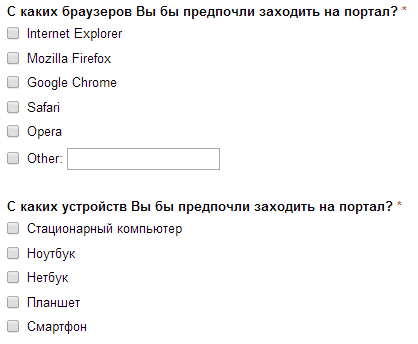 С каких браузеров Вы бы предпочли заходить на портал? *
Internet Explorer
Mozilla Firefox
Google Chrome
Safari
Opera
Other:
С каких устройств Вы бы предпочли заходить на портал? *
Стационарный компьютер
Ноутбук
Нетбук
Планшет
Смартфон